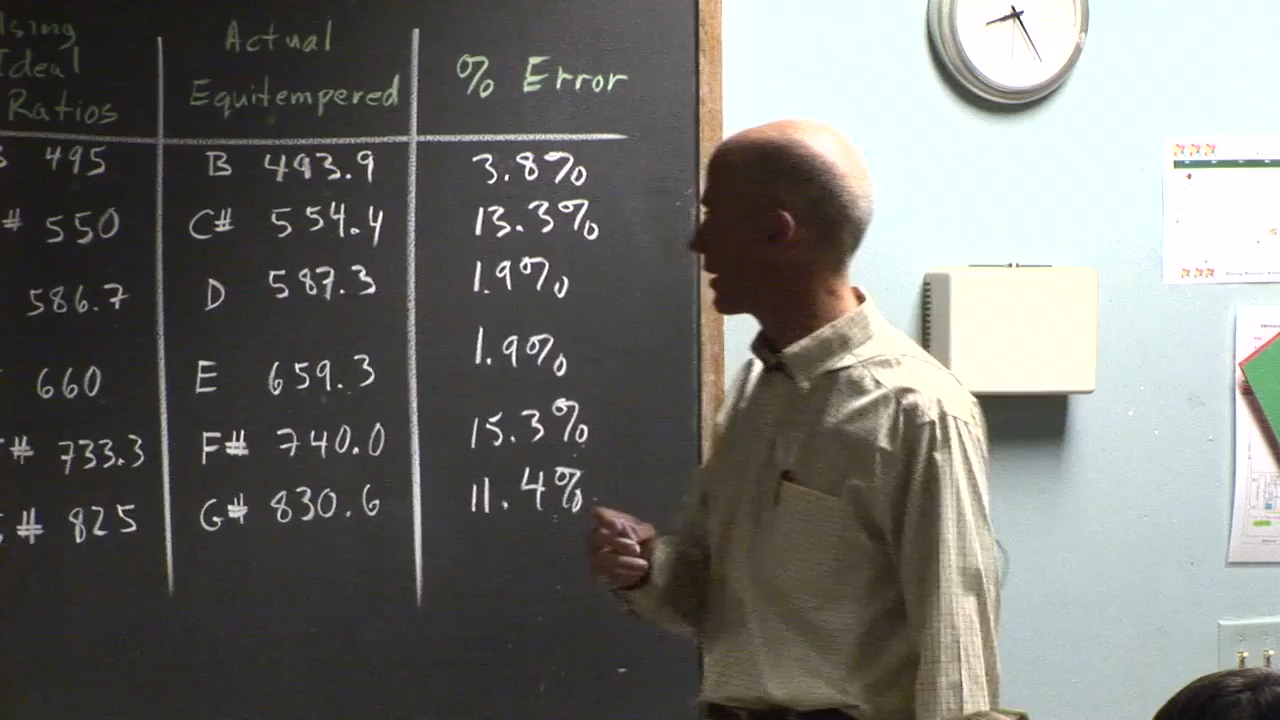 Using Ideal Ratios
Actual Equitempered
% Error
495 B 493.9 3.8%
# 550 C# 554.4 13.3%
586.7 D 587.3 1.9%
660 E 659.3 1.9%
# 733.3 F# 740.0 15.3%
# 825 G# 830.6 11.4%